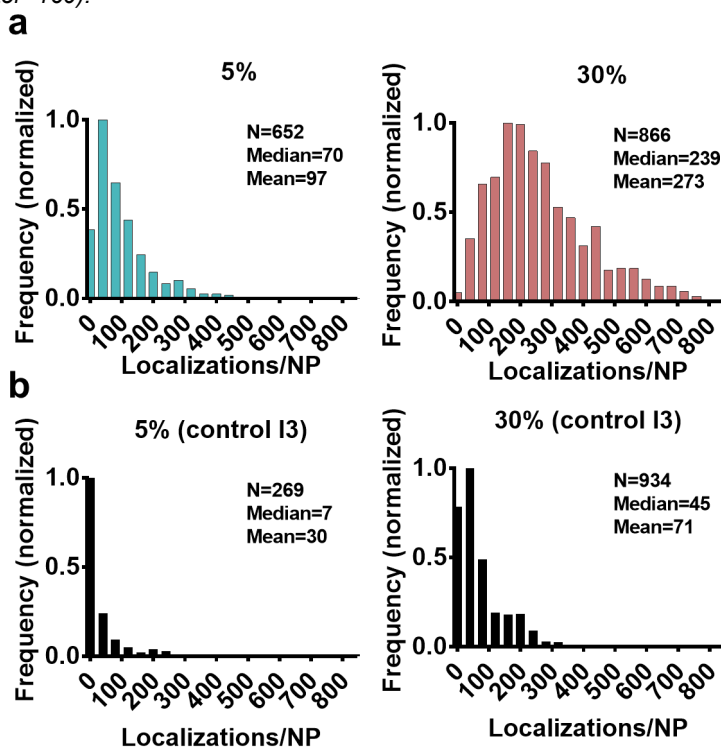 a
5%
Frequency (normalized)
1.0
0.5
0.0
N=652
Median=70
Mean=97
0 100 200 300 400 500 600 700 800
Localizations/NP
30%
Frequency (normalized)
1.0
0.5
0.0
N=866
Median=239
Mean=273
0 100 200 300 400 500 600 700 800
Localizations/NP
b
5% (control I3)
Frequency (normalized)
1.0
0.5
0.0
N=269
Median=7
Mean=30
0 100 200 300 400 500 600 700 800
Localizations/NP
30% (control I3)
Frequency (normalized)
1.0
0.5
0.0
N=934
Median=45
Mean=71
0 100 200 300 400 500 600 700 800
Localizations/NP